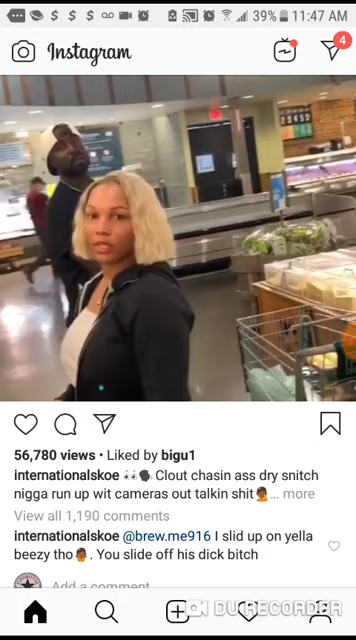 39% 11:47 AM
Instagram
4
56,780 views • Liked by bigu1
internationalskoe 👀🗣 Clout chasin ass dry snitch
nigga run up wit cameras out talkin shit🤦🏾... more
View all 1,190 comments
internationalskoe @brew.me916 I slid up on yella
beezy tho🤦🏾. You slide off his dick bitch
Add a comment
DU RECORDER